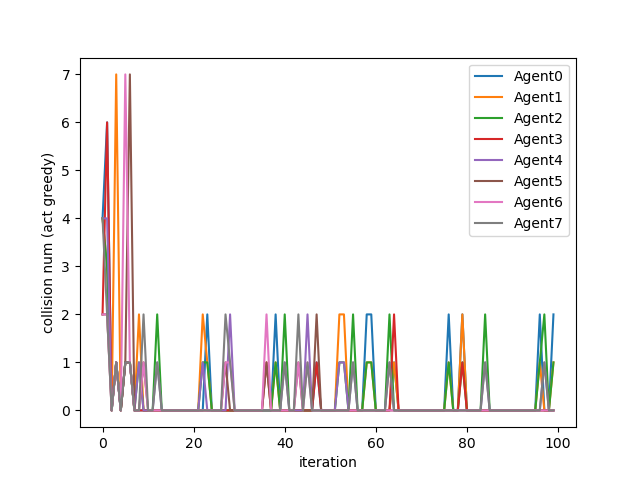 7
6
5
4
3
2
1
0
collision num (act greedy)
0
20
40
60
80
100
iteration
Agent0
Agent1
Agent2
Agent3
Agent4
Agent5
Agent6
Agent7